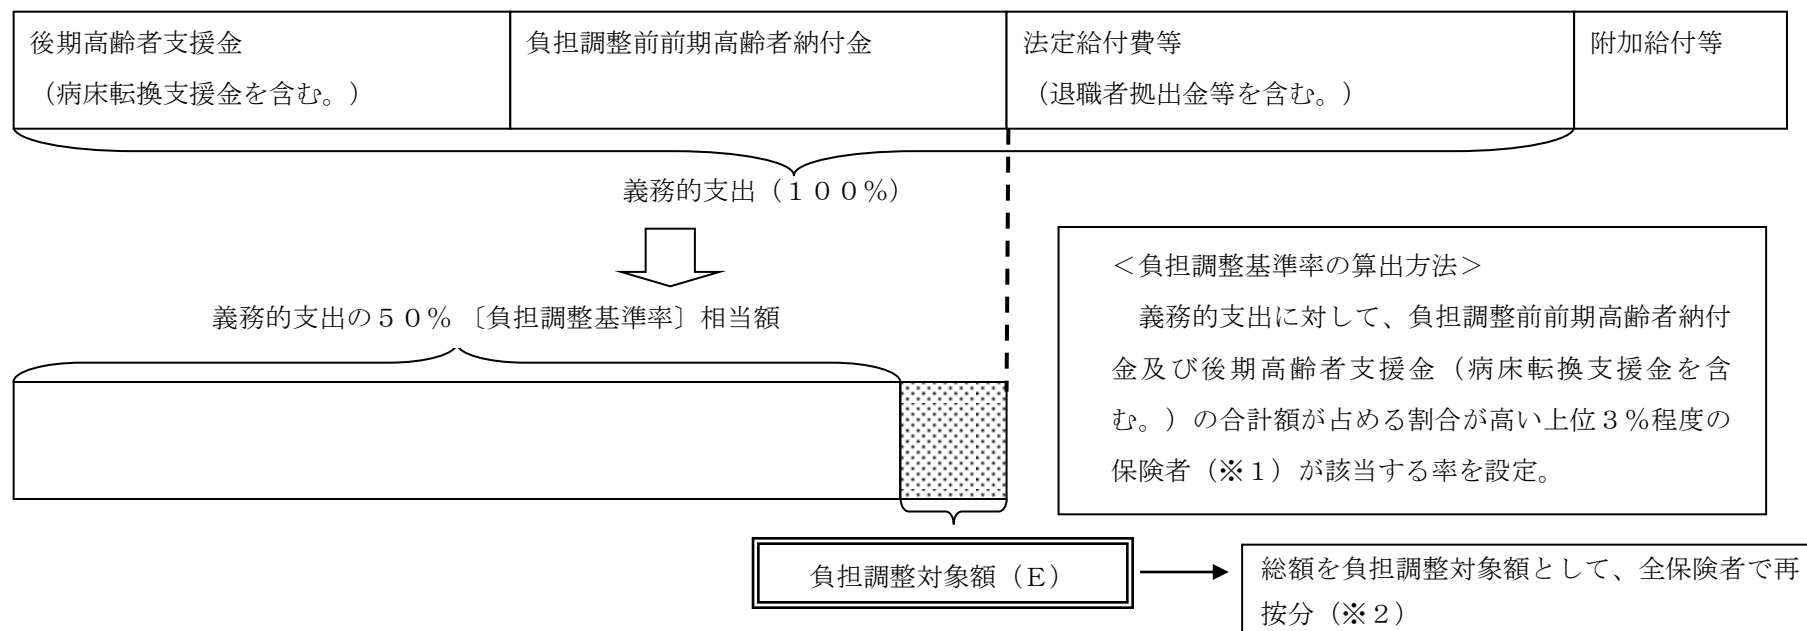 後期高齢者支援金
（病床転換支援金を含む。）
負担調整前前期高齢者納付金
法定給付費等
（退職者拠出金等を含む。）
附加給付等
義務的支出（１００％）
義務的支出の５０％〔負担調整基準率〕相当額
＜負担調整基準率の算出方法＞
義務的支出に対して、負担調整前前期高齢者納付
金及び後期高齢者支援金（病床転換支援金を含
む。）の合計額が占める割合が高い上位３％程度の
保険者（※１）が該当する率を設定。
負担調整対象額（Ｅ）
総額を負担調整対象額として、全保険者で再
按分（※２）